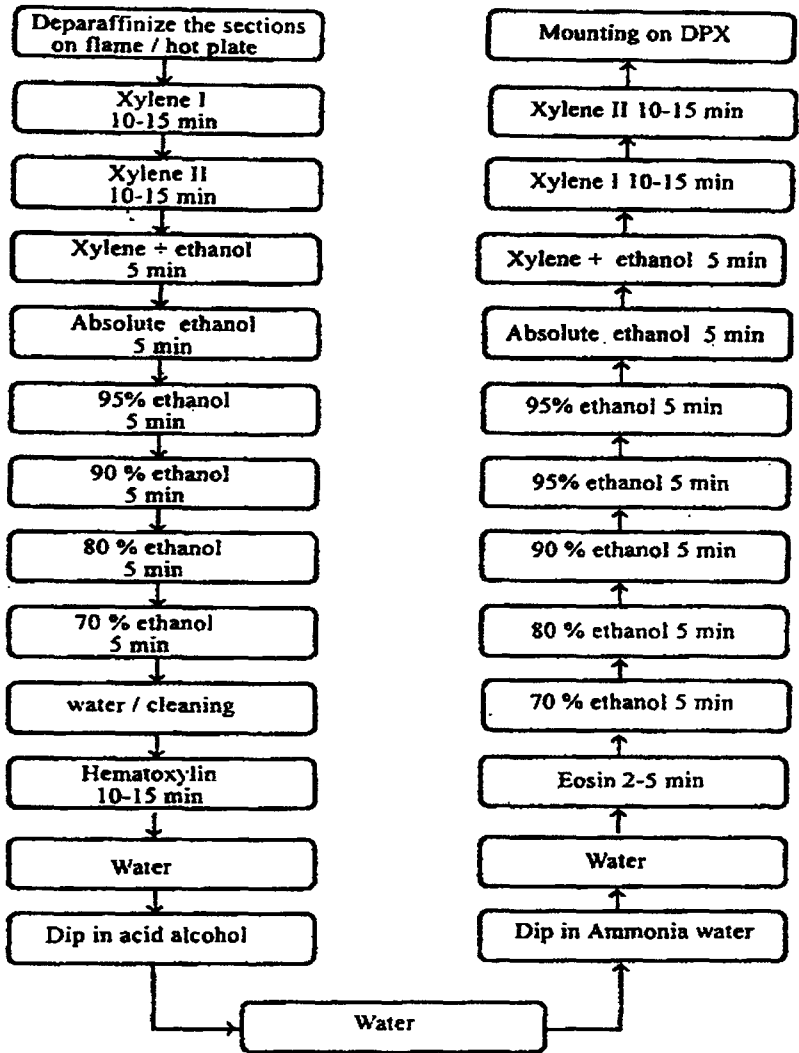 Deparaffinize the sections
on flame / hot plate
Xylene I
10-15 min
Xylene II
10-15 min
Xylene + ethanol
5 min
Absolute ethanol
5 min
95% ethanol
5 min
90 % ethanol
5 min
80 % ethanol
5 min
70 % ethanol
5 min
water / cleaning
Hematoxylin
10-15 min
Water
Dip in acid alcohol
Water
Dip in Ammonia water
Water
Eosin 2-5 min
70 % ethanol 5 min
80 % ethanol 5 min
90 % ethanol 5 min
95% ethanol 5 min
95% ethanol 5 min
Absolute ethanol 5 min
Xylene + ethanol 5 min
Xylene I 10-15 min
Xylene II 10-15 min
Mounting on DPX